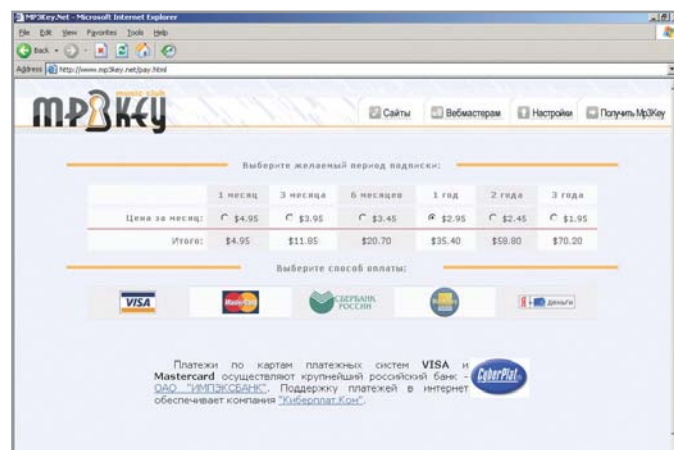 MP3Key.Net - Microsoft Internet Explorer
File Edit View Favorites Tools Help
Back
Address http://www.mp3key.net/pay.html
music club
mp3key
Сайты Вебмастерам Настройки Получить Mp3Key
Выберите желаемый период подписки:
1 месяц 3 месяца 6 месяцев 1 год 2 года 3 года
Цена за месяц: $4.95 $3.95 $3.45 $2.95 $2.45 $1.95
Итого: $4.95 $11.85 $20.70 $35.40 $58.80 $70.20
Выберите способ оплаты:
VISA MasterCard СБЕРБАНК Я деньги
РОССИИ
Платежи по картам платежных систем VISA и
Mastercard осуществляют крупнейший российский банк -
ОАО "ИМПЭКСБАНК". Поддержку платежей в интернет
обеспечивает компания "Киберплат.Ком".
CyberPlat